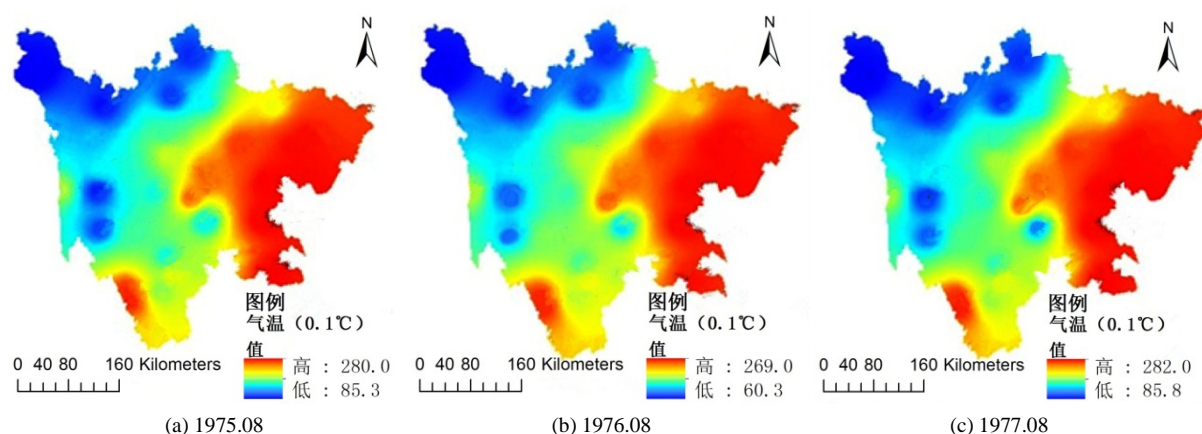 N
图例
气温（0.1℃）
值
高 : 280.0
低 : 85.3
0 40 80 160 Kilometers
(a) 1975.08
N
图例
气温（0.1℃）
值
高 : 269.0
低 : 60.3
0 40 80 160 Kilometers
(b) 1976.08
N
图例
气温（0.1℃）
值
高 : 282.0
低 : 85.8
0 40 80 160 Kilometers
(c) 1977.08